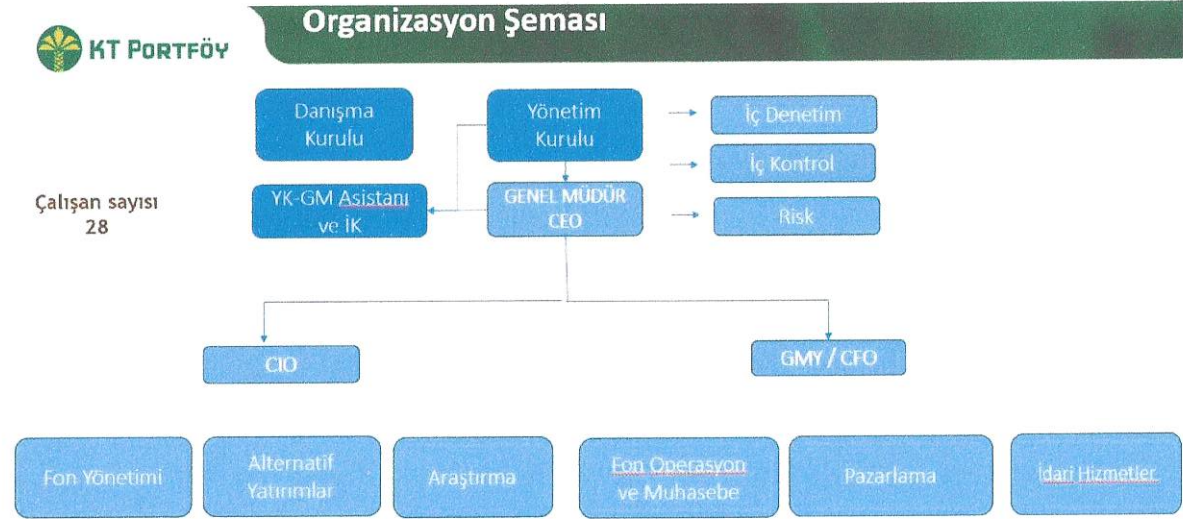 Organizasyon Şeması
KT PORTFÖY
Danışma
Kurulu
Yönetim
Kurulu
İç Denetim
İç Kontrol
Çalışan sayısı
28
YK-GM Asistanı
ve İK
GENEL MÜDÜR
CEO
Risk
CIO
GMY / CFO
Fon Yönetimi
Alternatif
Yatırımlar
Araştırma
Fon Operasyon
ve Muhasebe
Pazarlama
İdari Hizmetler